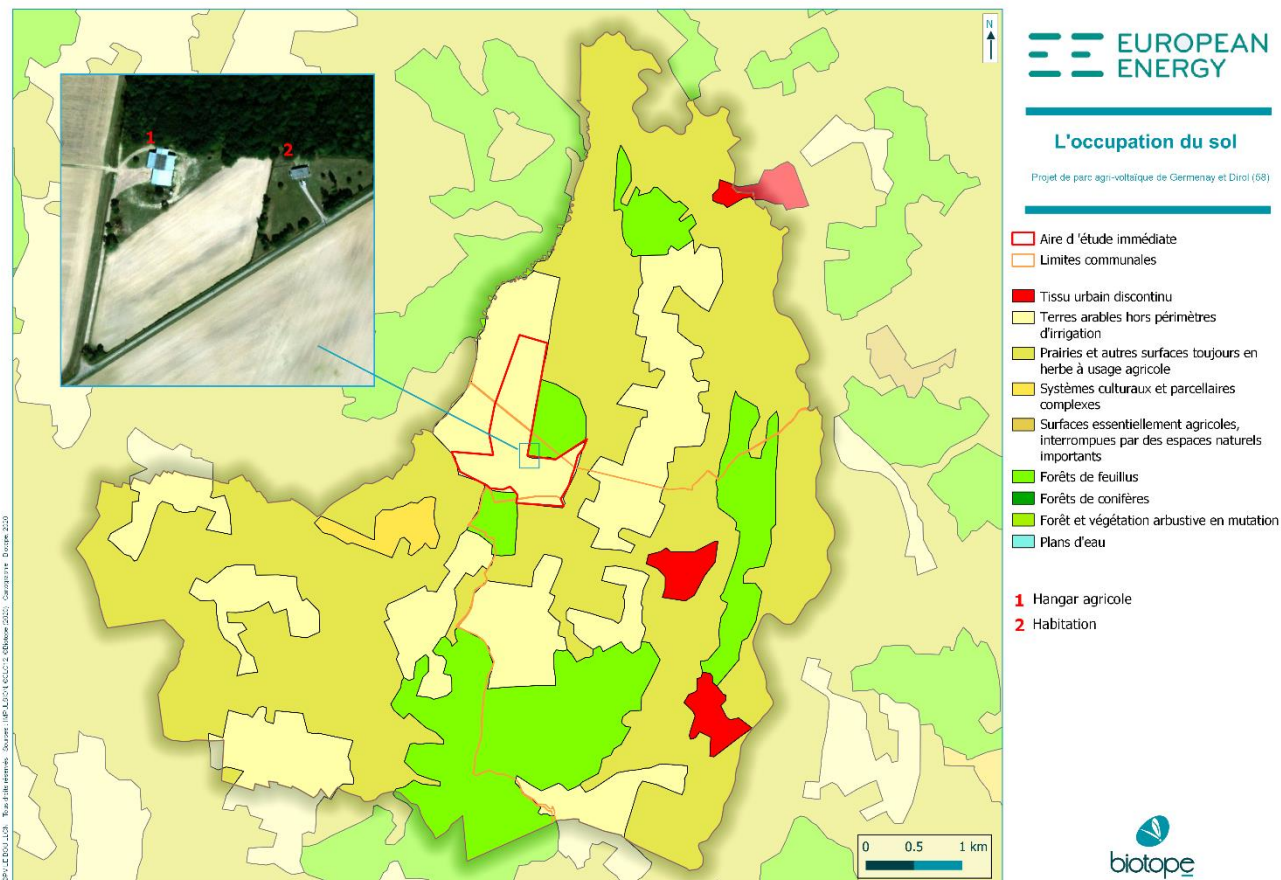 1
2
N
EUROPEAN
ENERGY
L'occupation du sol
Projet de parc agri-voltaïque de Germenay et Dirol (58)
Aire d 'étude immédiate
Limites communales
Tissu urbain discontinu
Terres arables hors périmètres
d'irrigation
Prairies et autres surfaces toujours en
herbe à usage agricole
Systèmes culturaux et parcellaires
complexes
Surfaces essentiellement agricoles,
interrompues par des espaces naturels
importants
Forêts de feuillus
Forêts de conifères
Forêt et végétation arbustive en mutation
Plans d'eau
1 Hangar agricole
2 Habitation
0 0.5 1 km
biotope